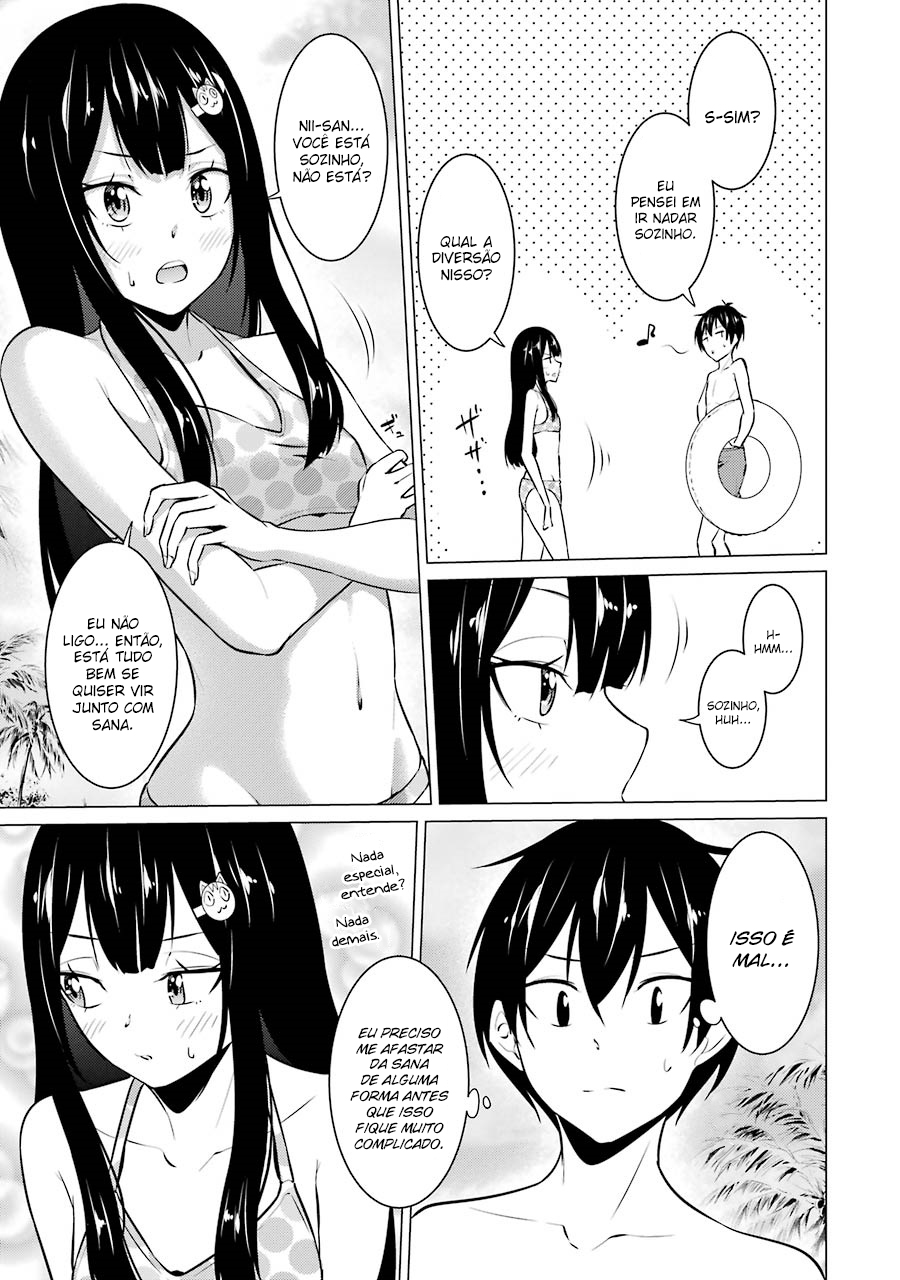 S-SIM?
EU
PENSEI EM
IR NADAR
SOZINHO.
QUAL A
DIVERSÃO
NISSO?
H-
HMM...
SOZINHO,
HUH...
NII-SAN...
VOCÊ ESTÁ
SOZINHO,
NÃO ESTÁ?
EU NÃO
LIGO... ENTÃO,
ESTÁ TUDO
BEM SE
QUISER VIR
JUNTO COM
SANA.
ISSO É
MAL...
EU PRECISO
ME AFASTAR
DA SANA
DE ALGUMA
FORMA ANTES
QUE ISSO
FIQUE MUITO
COMPLICADO.
Nada
especial,
entende?
Nada
demais.